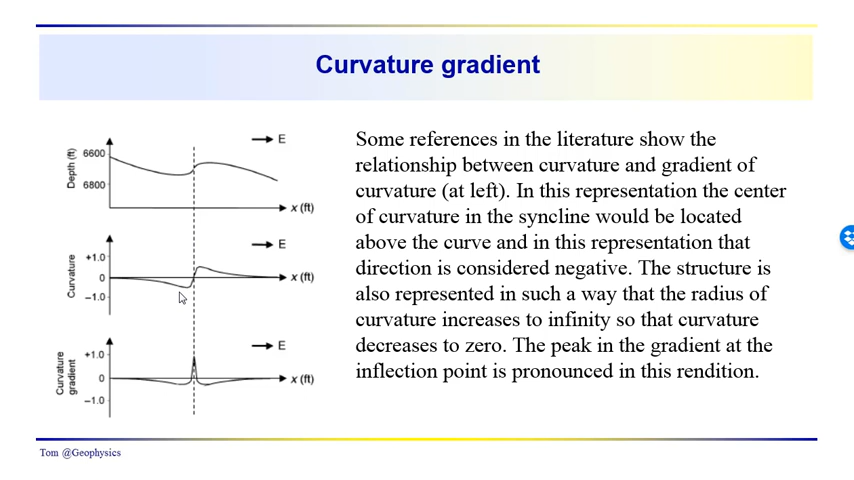 Curvature gradient
Depth (ft)
6600
6800
E
x (ft)
Curvature
+1.0
0
−1.0
E
x (ft)
Curvature
gradient
+1.0
0
−1.0
E
x (ft)
Some references in the literature show the
relationship between curvature and gradient of
curvature (at left). In this representation the center
of curvature in the syncline would be located
above the curve and in this representation that
direction is considered negative. The structure is
also represented in such a way that the radius of
curvature increases to infinity so that curvature
decreases to zero. The peak in the gradient at the
inflection point is pronounced in this rendition.
Tom @Geophysics